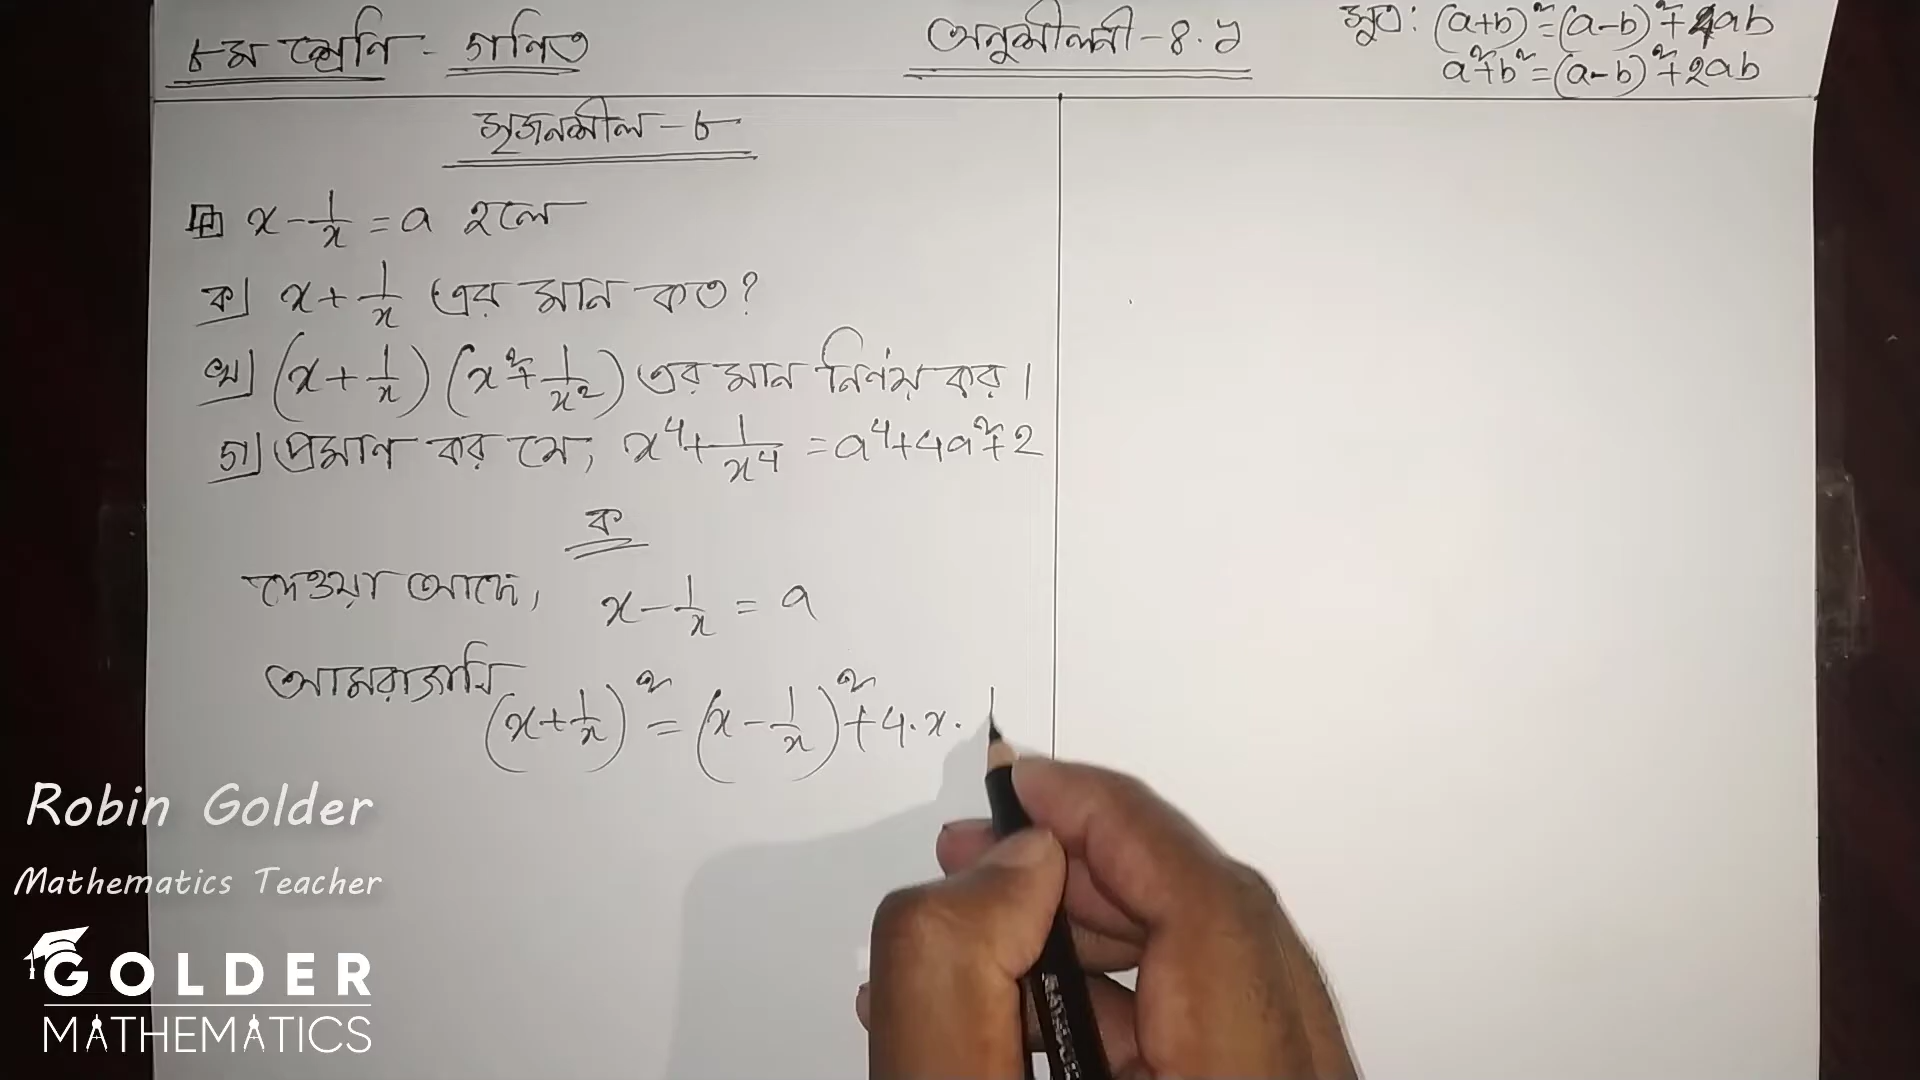 ৮ম শ্রেণি - গনিত
অনুশীলনী - ৪.১
সূত্র: (a+b)²=(a-b)²+4ab
a²+b²=(a-b)²+2ab
সৃজনশীল - ৮
x - 1/x = a হলে
ক| x + 1/x এর মান কত?
খ| (x + 1/x) (x² + 1/x²) এর মান নির্ণয় কর।
গ| প্রমাণ কর যে, x⁴ + 1/x⁴ = a⁴+4a²+2
ক
দেওয়া আছে, x - 1/x = a
আমরা জানি
(x + 1/x)² = (x - 1/x)² + 4.x. 1
Robin Golder
Mathematics Teacher
GOLDER
MATHEMATICS